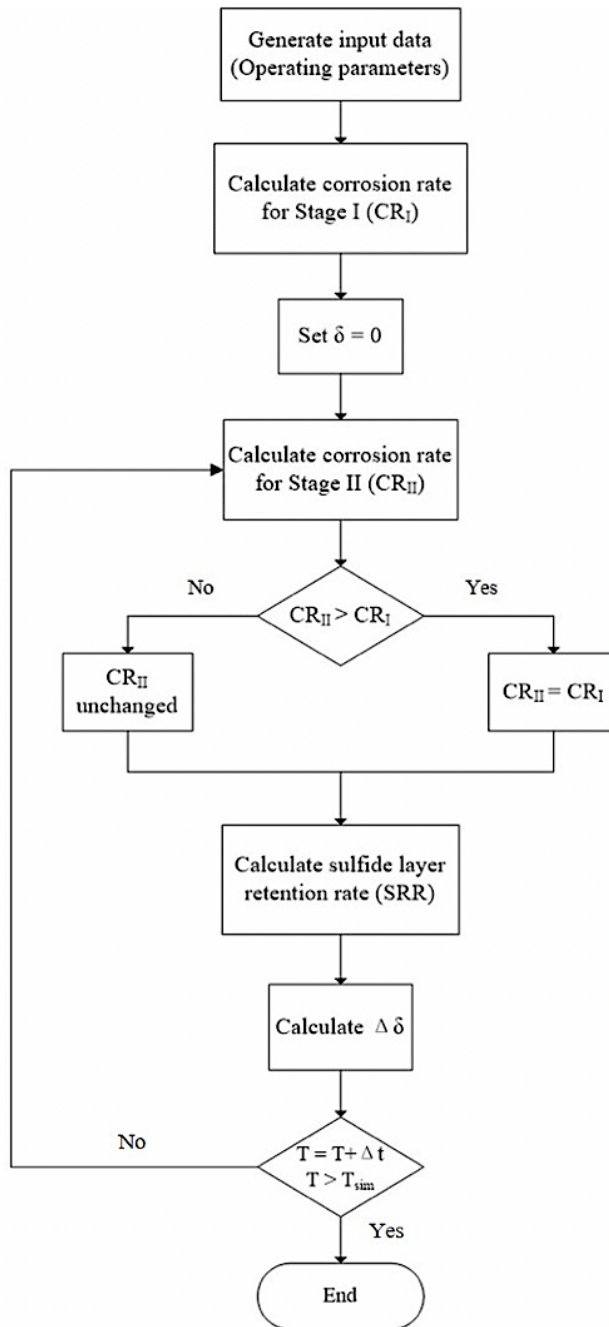 Generate input data
(Operating parameters)
Calculate corrosion rate
for Stage I (CR_I)
Set δ = 0
Calculate corrosion rate
for Stage II (CR_II)
No
Yes
CR_II > CR_I
CR_II
unchanged
CR_II = CR_I
Calculate sulfide layer
retention rate (SRR)
Calculate Δ δ
No
T = T+ Δ t
T > T_sim
Yes
End